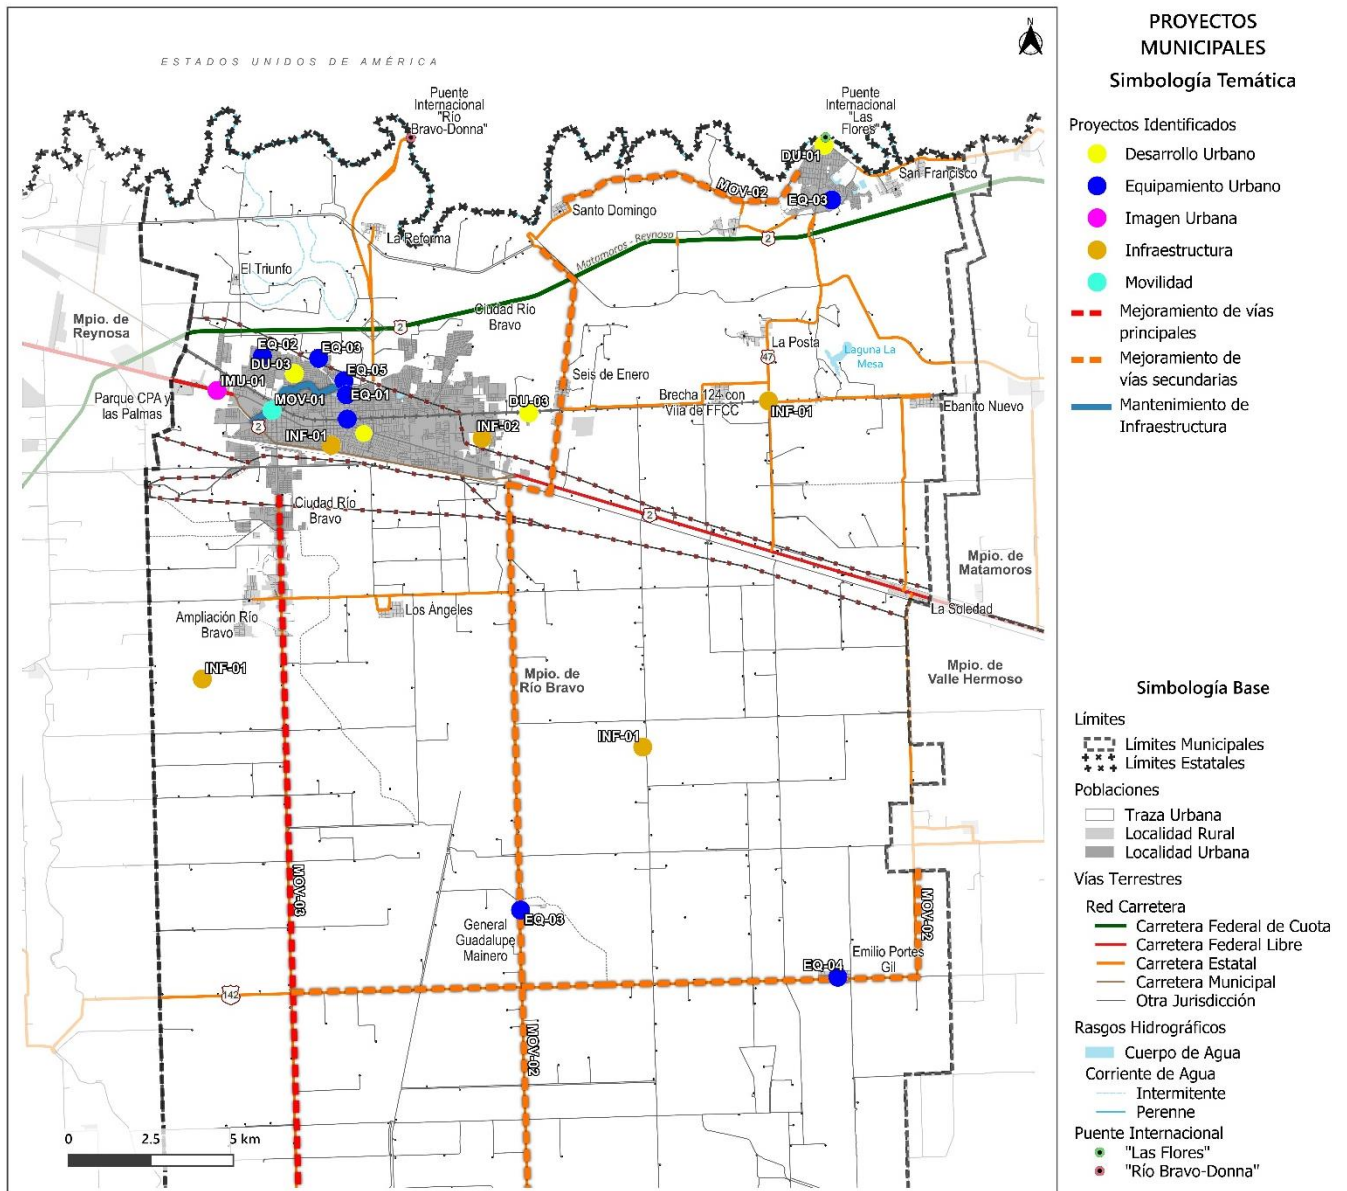 ESTADOS UNIDOS DE AMÉRICA
N
Puente
Internacional
"Río
Bravo-Donna"
Puente
Internacional
"Las
Flores"
DU-01
San Francisco
MOV-02
EQ-03
Santo Domingo
La Reforma
Matamoros - Reynosa
2
El Triunfo
Mpio. de
Reynosa
Ciudad Río
Bravo
2
La Posta
47
Laguna La
Mesa
EQ-02
EQ-03
DU-03
EQ-05
IMU-01
MOV-01
EQ-01
Parque CPA y
las Palmas
2
INF-01
INF-02
DU-03
Seis de Enero
Brecha 124 con
Vía de FFCC
INF-01
Ebanito Nuevo
Ciudad Río
Bravo
2
Mpio. de
Matamoros
La Soledad
Ampliación Río
Bravo
Los Ángeles
INF-01
Mpio. de
Río Bravo
Mpio. de
Valle Hermoso
INF-01
MOV-03
General
Guadalupe
Mainero
EQ-03
EQ-04
Emilio Portes
Gil
MOV-02
142
MOV-02
0 2.5 5 km
PROYECTOS
MUNICIPALES
Simbología Temática
Proyectos Identificados
Desarrollo Urbano
Equipamiento Urbano
Imagen Urbana
Infraestructura
Movilidad
Mejoramiento de vías
principales
Mejoramiento de
vías secundarias
Mantenimiento de
Infraestructura
Simbología Base
Límites
Límites Municipales
Límites Estatales
Poblaciones
Traza Urbana
Localidad Rural
Localidad Urbana
Vías Terrestres
Red Carretera
Carretera Federal de Cuota
Carretera Federal Libre
Carretera Estatal
Carretera Municipal
Otra Jurisdicción
Rasgos Hidrográficos
Cuerpo de Agua
Corriente de Agua
Intermitente
Perenne
Puente Internacional
"Las Flores"
"Río Bravo-Donna"